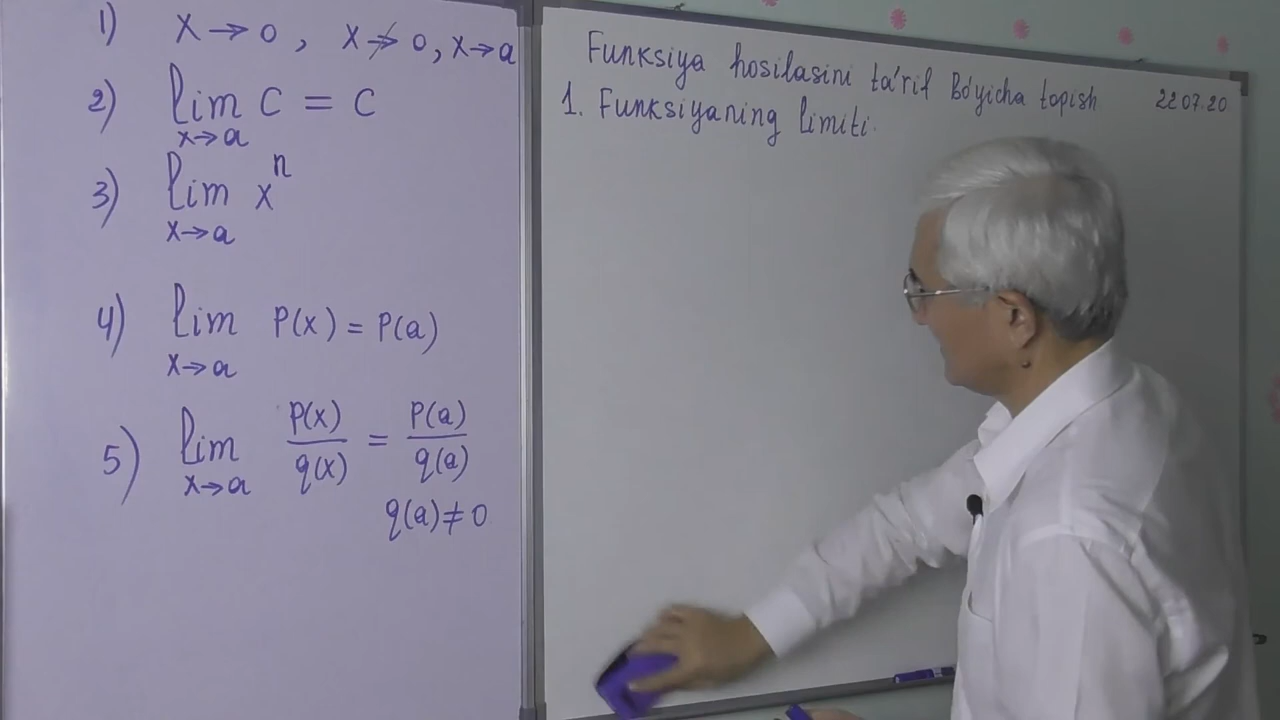 1) x → 0 , x ↛ 0, x → a
2) lim C = C
x → a
3) lim xⁿ
x → a
4) lim P(x) = P(a)
x → a
5) lim P(x)/q(x) = P(a)/q(a)
x → a
q(a) ≠ 0
Funksiya hosilasini ta'rif Bo'yicha topish 22.07.20
1. Funksiyaning limiti.